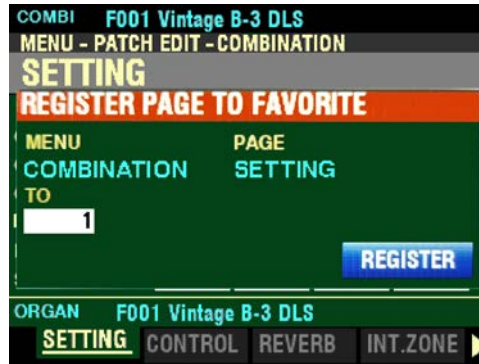 COMBI F001 Vintage B-3 DLS
MENU - PATCH EDIT - COMBINATION
SETTING
REGISTER PAGE TO FAVORITE
MENU PAGE
COMBINATION SETTING
TO
1
REGISTER
ORGAN F001 Vintage B-3 DLS
SETTING CONTROL REVERB INT.ZONE